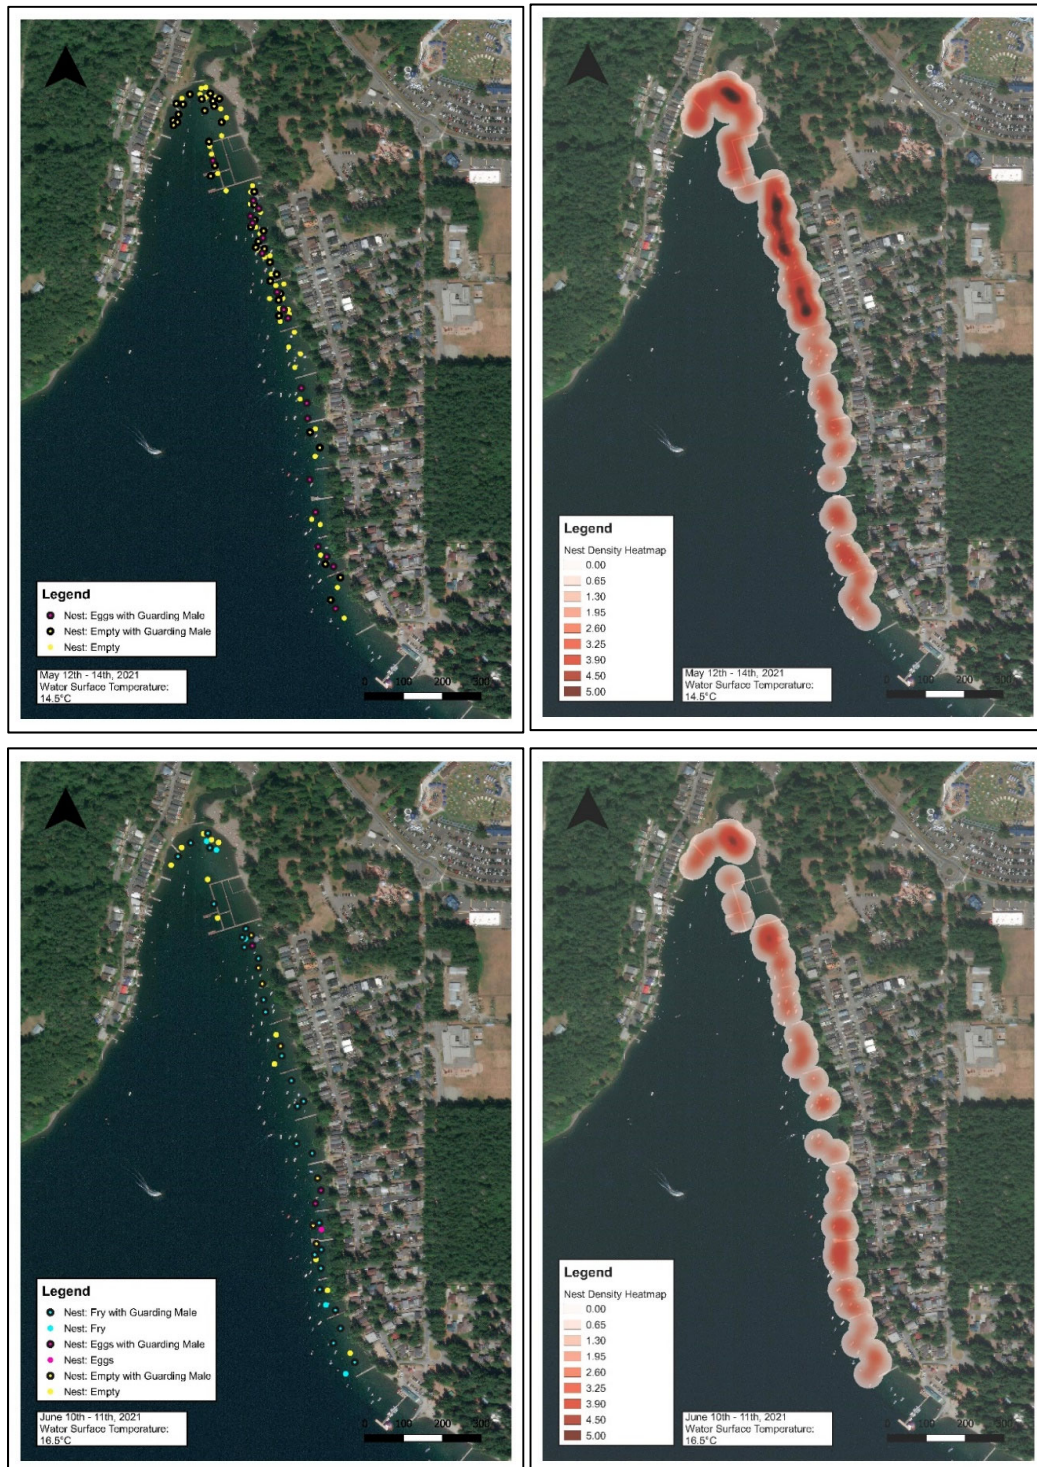 Legend
Nest: Eggs with Guarding Male
Nest: Empty with Guarding Male
Nest: Empty
May 12th - 14th, 2021
Water Surface Temperature:
14.5°C
0 100 200 300
Legend
Nest Density Heatmap
0.00
0.65
1.30
1.95
2.60
3.25
3.90
4.50
5.00
May 12th - 14th, 2021
Water Surface Temperature:
14.5°C
0 100 200 300
Legend
Nest: Fry with Guarding Male
Nest: Fry
Nest: Eggs with Guarding Male
Nest: Eggs
Nest: Empty with Guarding Male
Nest: Empty
June 10th - 11th, 2021
Water Surface Temperature:
16.5°C
0 100 200 300
Legend
Nest Density Heatmap
0.00
0.65
1.30
1.95
2.60
3.25
3.90
4.50
5.00
June 10th - 11th, 2021
Water Surface Temperature:
16.5°C
0 100 200 300